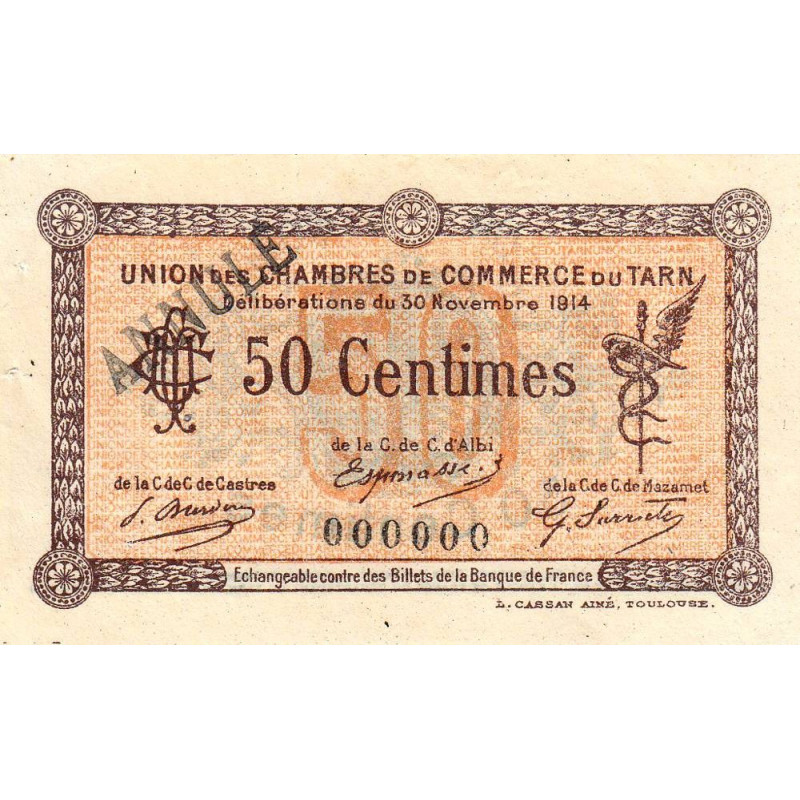 ANNULÉ
UNION DES CHAMBRES DE COMMERCE DU TARN
Délibérations du 30 Novembre 1914
50 Centimes
50
de la C. de C. d'Albi
de la C. de C. de Castres
de la C. de C. de Mazamet
000000
Echangeable contre des Billets de la Banque de France
L. CASSAN AINÉ, TOULOUSE.